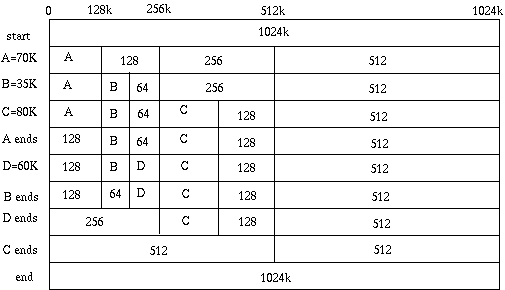 0 128k 256k 512k 1024k
start 1024k
A=70K A 128 256 512
B=35K A B 64 256 512
C=80K A B 64 C 128 512
A ends 128 B 64 C 128 512
D=60K 128 B D C 128 512
B ends 128 64 D C 128 512
D ends 256 C 128 512
C ends 512 512
end 1024k